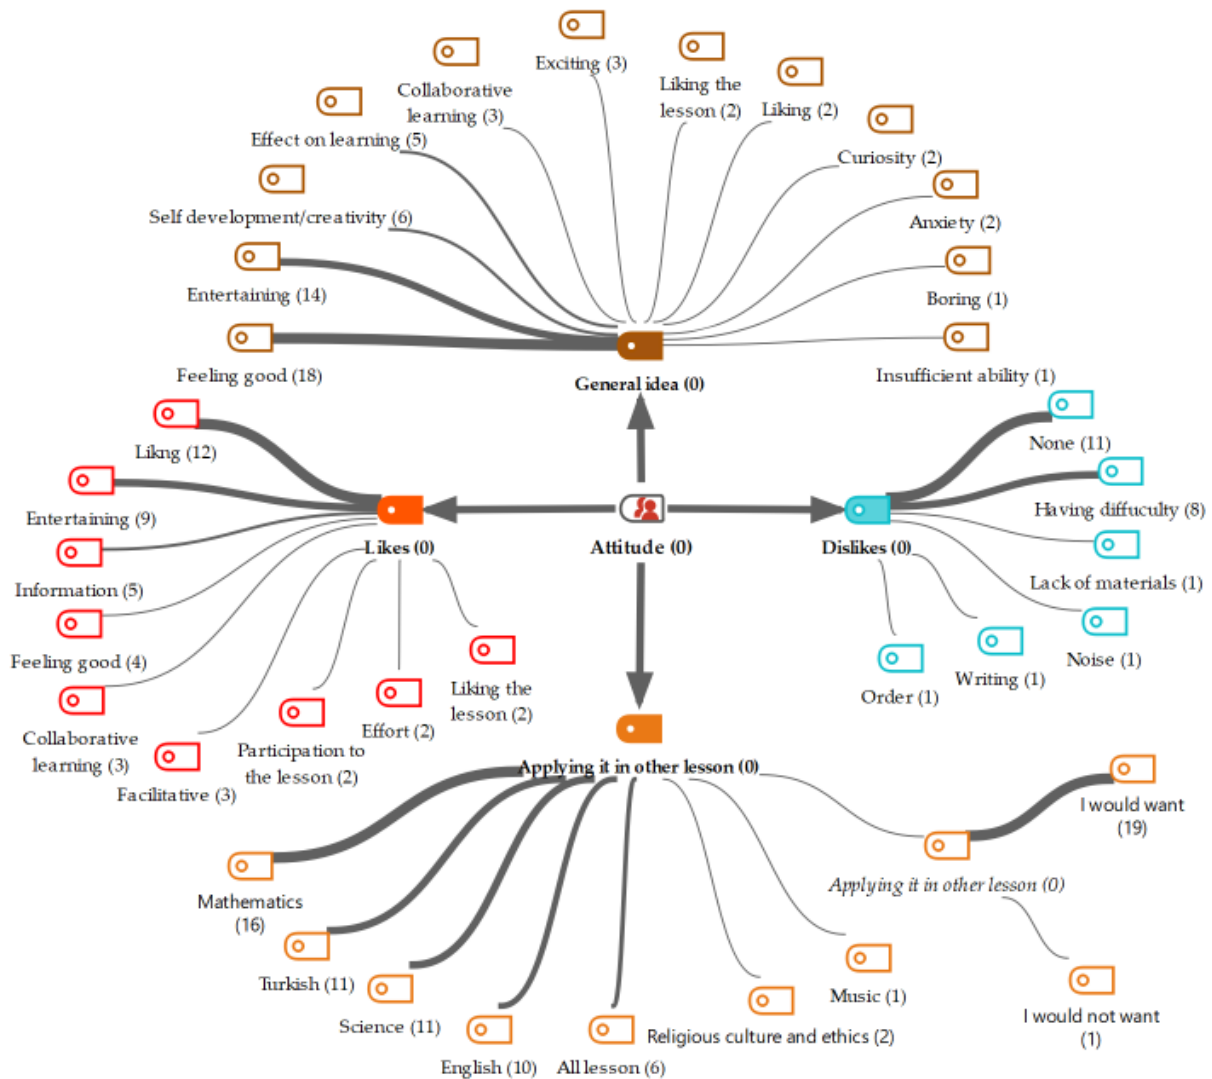 Exciting (3)
Collaborative
learning (3)
Liking the
lesson (2)
Liking (2)
Effect on learning (5)
Curiosity (2)
Self development/creativity (6)
Anxiety (2)
Entertaining (14)
Boring (1)
Feeling good (18)
General idea (0)
Insufficient ability (1)
Likng (12)
None (11)
Entertaining (9)
Having diffuculty (8)
Likes (0)
Attitude (0)
Dislikes (0)
Information (5)
Lack of materials (1)
Feeling good (4)
Noise (1)
Writing (1)
Order (1)
Liking the
lesson (2)
Effort (2)
Collaborative
learning (3)
Participation to
the lesson (2)
Facilitative (3)
Applying it in other lesson (0)
I would want
(19)
Applying it in other lesson (0)
Mathematics
(16)
Turkish (11)
Music (1)
Science (11)
Religious culture and ethics (2)
I would not want
(1)
English (10)
All lesson (6)